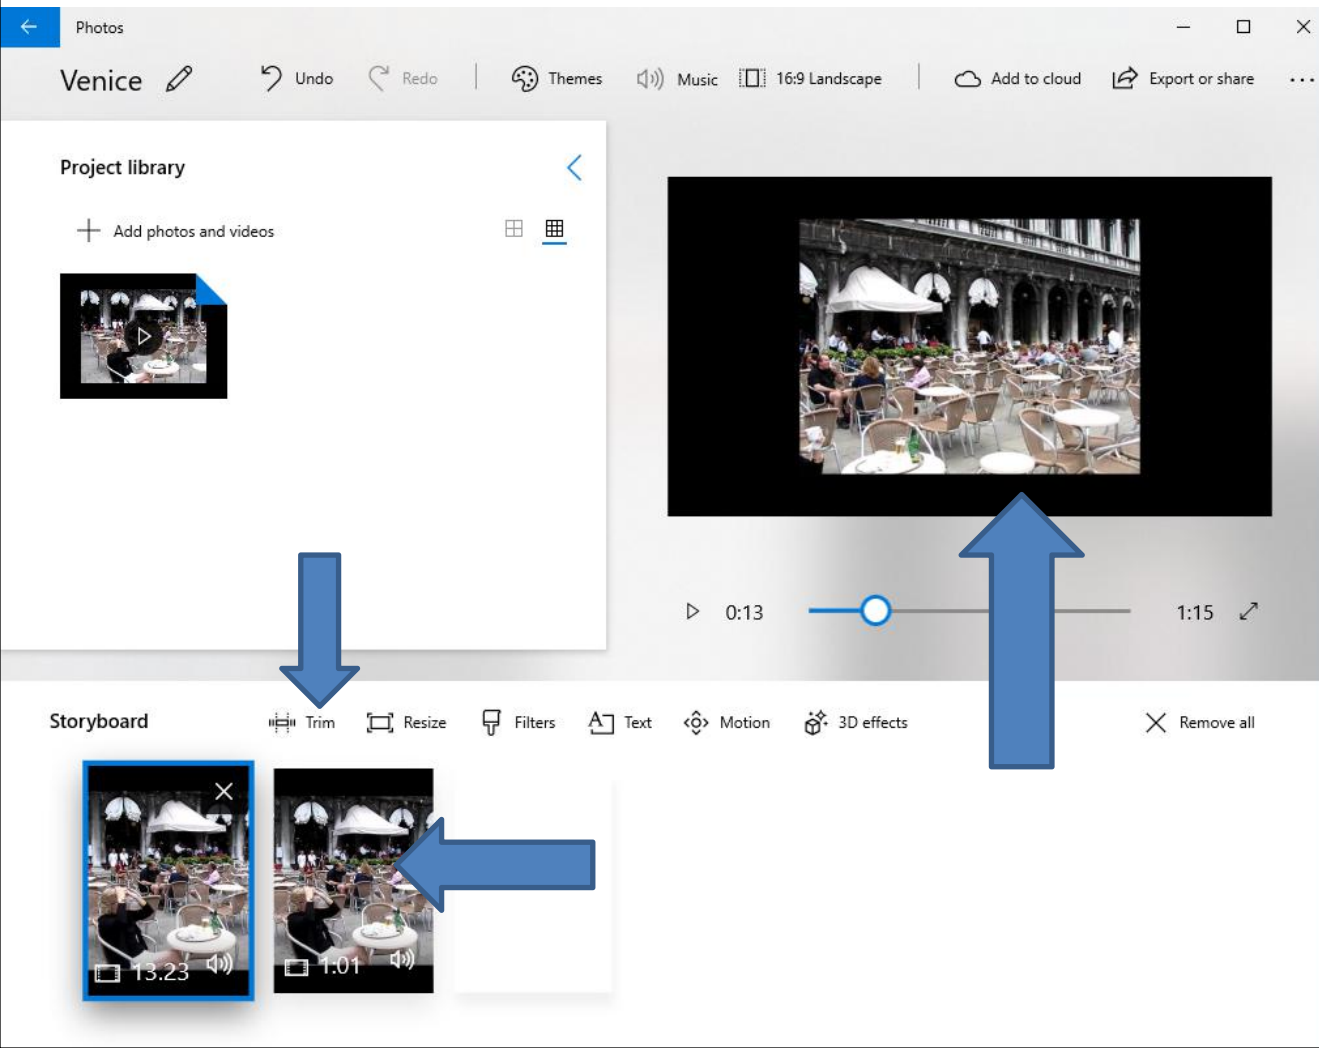 Photos
Venice Undo Redo Themes Music 16:9 Landscape Add to cloud Export or share ...
Project library
Add photos and videos
0:13 1:15
Storyboard Trim Resize Filters Text Motion 3D effects Remove all
13.23 1:01